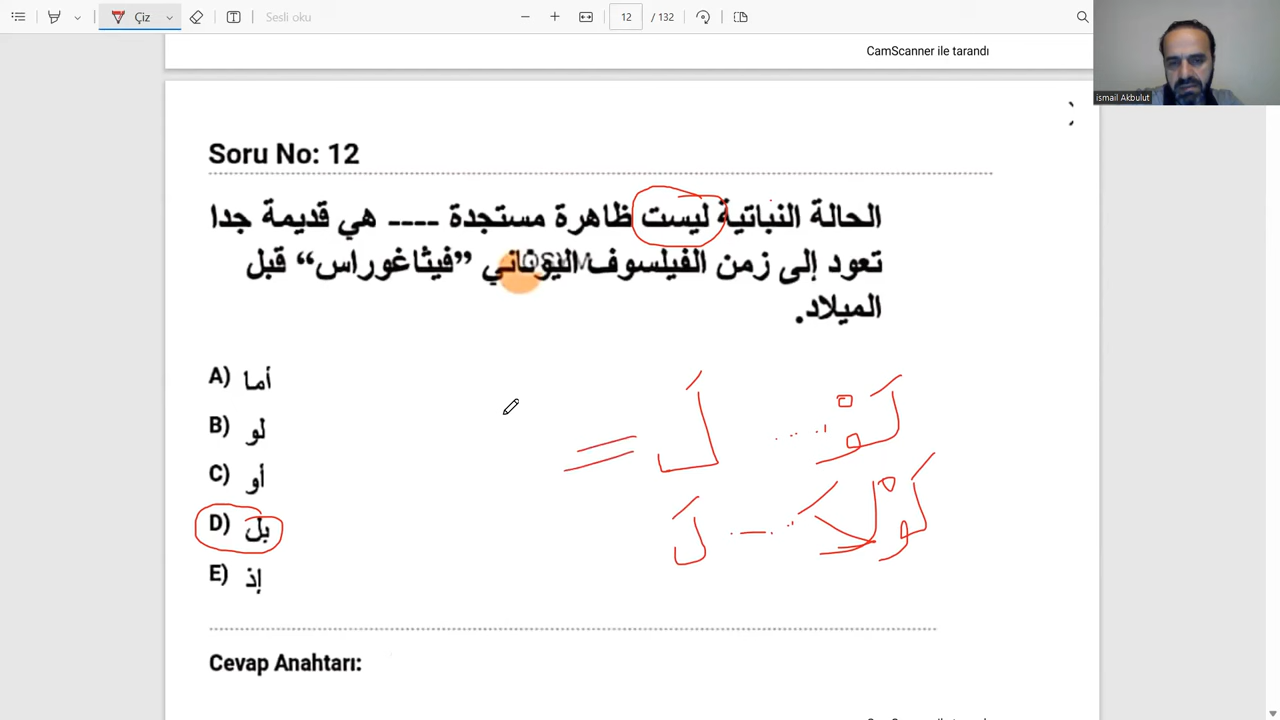 Çiz
Sesli oku
12
/ 132
CamScanner ile tarandı
ismail Akbulut
Soru No: 12
الحالة النباتية ليست ظاهرة مستجدة ---- هي قديمة جدا
تعود إلى زمن الفيلسوف اليوناني ”فيثاغوراس“ قبل
الميلاد.
A) أما
B) لو
C) أو
D) بل
E) إذ
لَوْ .... لَ =
لَوْلَا ... لَ
Cevap Anahtarı: